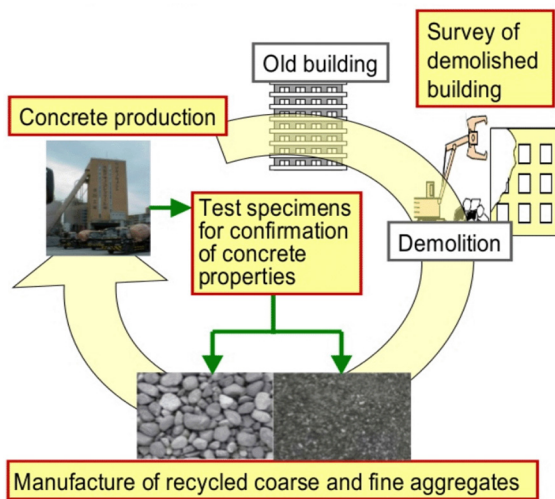 Survey of
demolished
building
Old building
Concrete production
Test specimens
for confirmation
of concrete
properties
Demolition
Manufacture of recycled coarse and fine aggregates